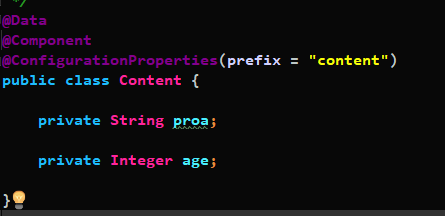 */
@Data
@Component
@ConfigurationProperties(prefix = "content")
public class Content {
private String proa;
private Integer age;
}